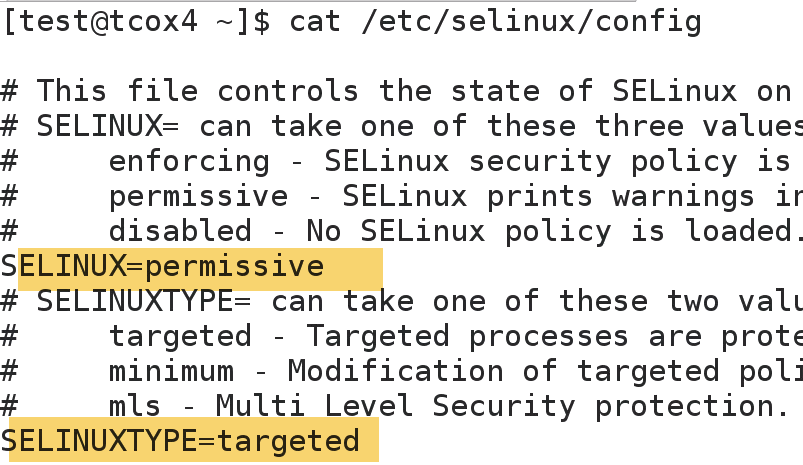 [test@tcox4 ~]$ cat /etc/selinux/config
# This file controls the state of SELinux on
# SELINUX= can take one of these three values
#     enforcing - SELinux security policy is
#     permissive - SELinux prints warnings in
#     disabled - No SELinux policy is loaded.
SELINUX=permissive
# SELINUXTYPE= can take one of these two valu
#     targeted - Targeted processes are prote
#     minimum - Modification of targeted poli
#     mls - Multi Level Security protection.
SELINUXTYPE=targeted